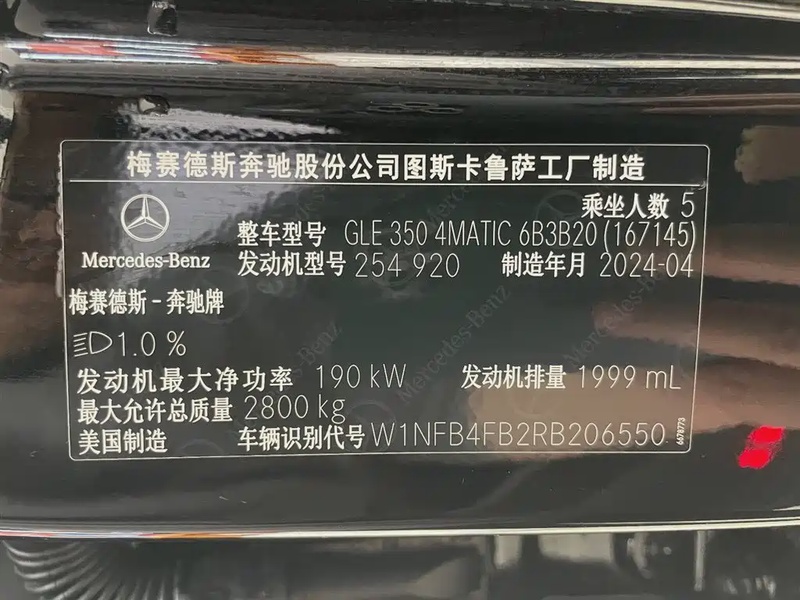 梅赛德斯奔驰股份公司图斯卡鲁萨工厂制造
乘坐人数 5
整车型号 GLE 350 4MATIC 6B3B20 (167145)
Mercedes-Benz
发动机型号 254 920 制造年月 2024-04
梅赛德斯-奔驰牌
1.0 %
发动机最大净功率 190 kW 发动机排量 1999 mL
最大允许总质量 2800 kg
美国制造 车辆识别代号 W1NFB4FB2RB206550
6678773
Mercedes-Benz